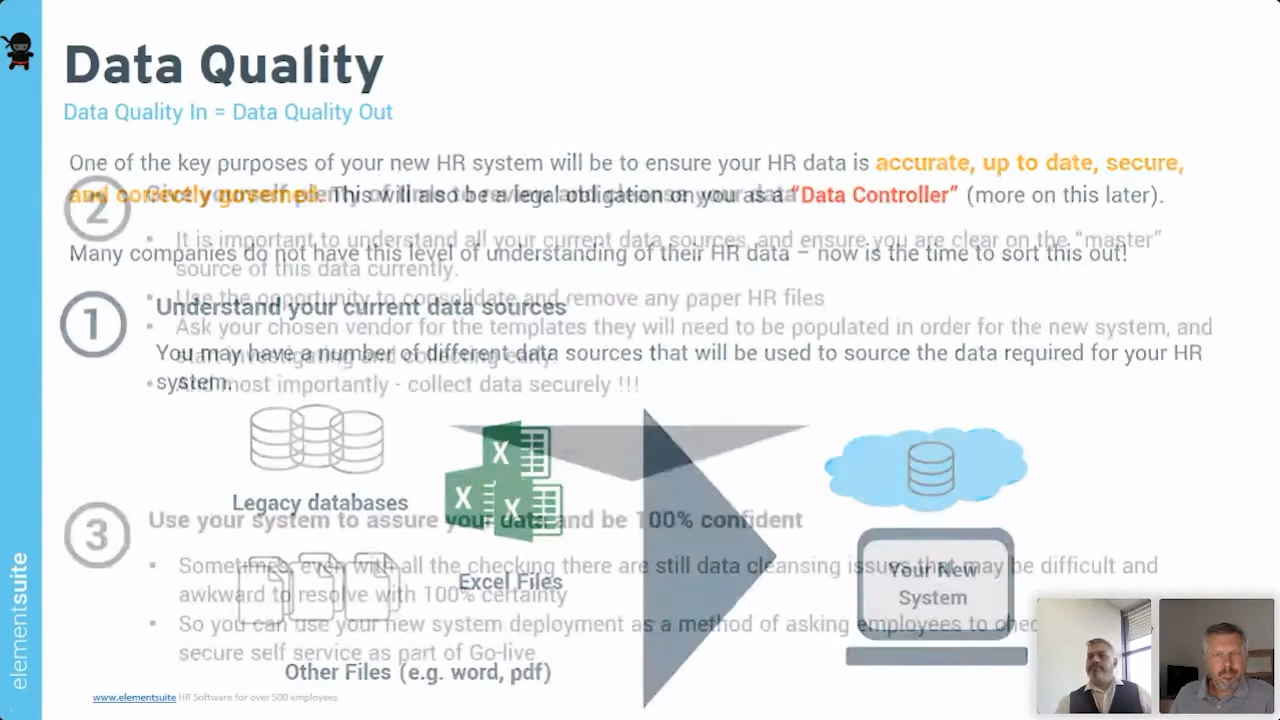 Data Quality
Data Quality In = Data Quality Out
One of the key purposes of your new HR system will be to ensure your HR data is accurate, up to date, secure,
and correctly governed. This will also be a legal obligation on you as a “Data Controller” (more on this later).
2
It is important to understand all your current data sources, and ensure you are clear on the “master”
Many companies do not have this level of understanding of their HR data – now is the time to sort this out!
source of this data currently.
Use the opportunity to consolidate and remove any paper HR files
1
Understand your current data sources
Ask your chosen vendor for the templates they will need to be populated in order for the new system, and
You may have a number of different data sources that will be used to source the data required for your HR
system.
most importantly - collect data securely !!!
Legacy databases
X
X
X
Excel Files
Other Files (e.g. word, pdf)
Your New
System
3
Use your system to assure your data and be 100% confident
Sometimes even with all the checking there are still data cleansing issues that may be difficult and
awkward to resolve with 100% certainty
So you can use your new system deployment as a method of asking employees to
secure self service as part of Go-live
elementsuite
www.elementsuite HR Software for over 500 employees